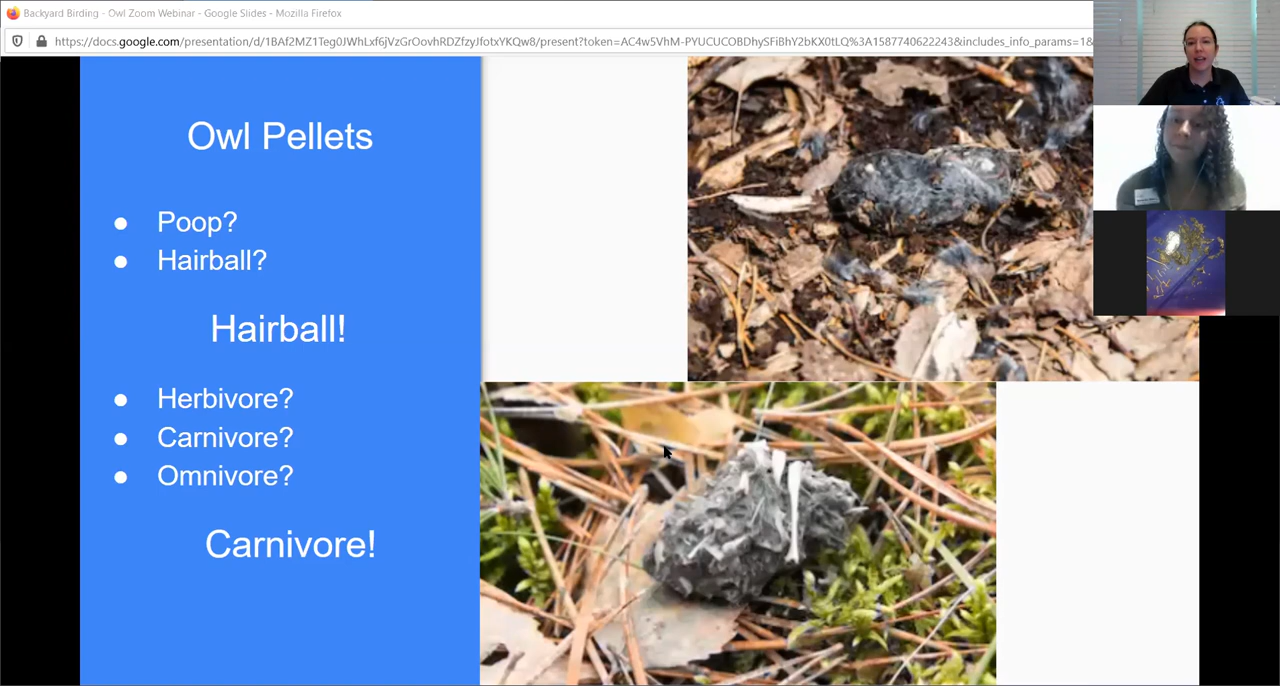 Backyard Birding - Owl Zoom Webinar - Google Slides - Mozilla Firefox
https://docs.google.com/presentation/d/1BAf2MZ1Teg0JWhLxf6jVzGrOovhRDZfzyJfotxYKQw8/present?token=AC4w5VhM-PYUCUCOBDhySFiBhY2bKX0tLQ%3A1587740622243&includes_info_params=1&
Owl Pellets
● Poop?
● Hairball?
Hairball!
● Herbivore?
● Carnivore?
● Omnivore?
Carnivore!